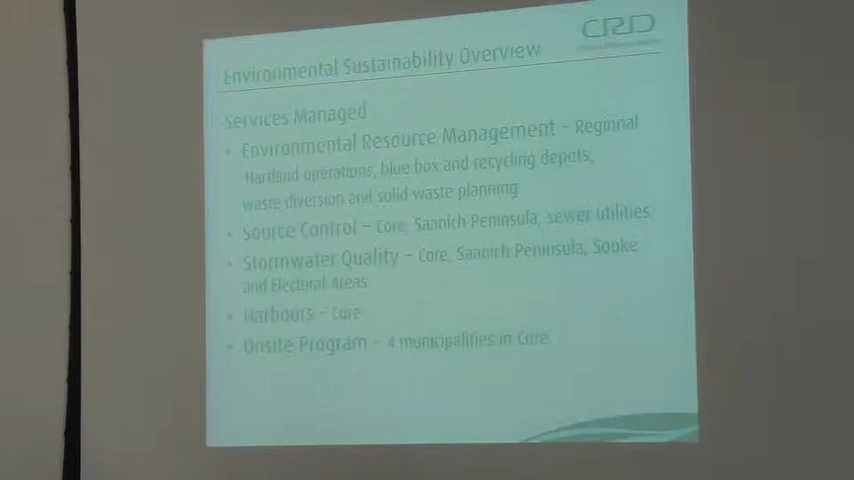 CRD
Environmental Sustainability Overview
Services Managed
• Environmental Resource Management – Regional
Hartland operations, blue box and recycling depots,
waste diversion and solid waste planning
• Source Control – Core, Saanich Peninsula, sewer utilities
• Stormwater Quality – Core, Saanich Peninsula, Sooke
and Electoral Areas
• Harbours – Core
• Onsite Program – 4 municipalities in Core